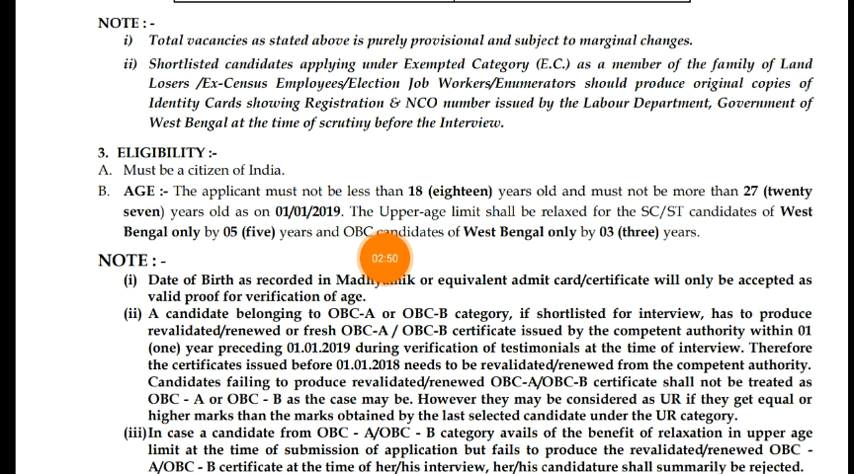 NOTE : -
i) Total vacancies as stated above is purely provisional and subject to marginal changes.
ii) Shortlisted candidates applying under Exempted Category (E.C.) as a member of the family of Land
Losers /Ex-Census Employees/Election Job Workers/Enumerators should produce original copies of
Identity Cards showing Registration & NCO number issued by the Labour Department, Government of
West Bengal at the time of scrutiny before the Interview.
3. ELIGIBILITY :-
A. Must be a citizen of India.
B. AGE :- The applicant must not be less than 18 (eighteen) years old and must not be more than 27 (twenty
seven) years old as on 01/01/2019. The Upper-age limit shall be relaxed for the SC/ST candidates of West
Bengal only by 05 (five) years and OBC candidates of West Bengal only by 03 (three) years.
02:50
NOTE : -
(i) Date of Birth as recorded in Madhyamik or equivalent admit card/certificate will only be accepted as
valid proof for verification of age.
(ii) A candidate belonging to OBC-A or OBC-B category, if shortlisted for interview, has to produce
revalidated/renewed or fresh OBC-A / OBC-B certificate issued by the competent authority within 01
(one) year preceding 01.01.2019 during verification of testimonials at the time of interview. Therefore
the certificates issued before 01.01.2018 needs to be revalidated/renewed from the competent authority.
Candidates failing to produce revalidated/renewed OBC-A/OBC-B certificate shall not be treated as
OBC - A or OBC - B as the case may be. However they may be considered as UR if they get equal or
higher marks than the marks obtained by the last selected candidate under the UR category.
(iii)In case a candidate from OBC - A/OBC - B category avails of the benefit of relaxation in upper age
limit at the time of submission of application but fails to produce the revalidated/renewed OBC -
A/OBC - B certificate at the time of her/his interview, her/his candidature shall summarily be rejected.